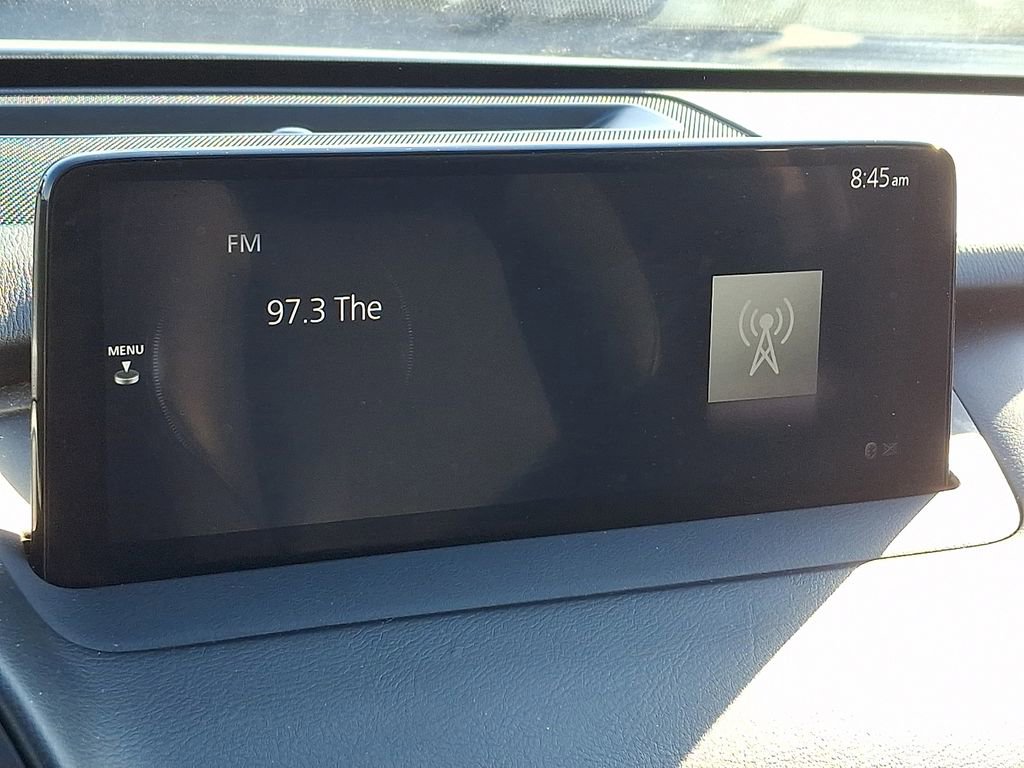 8:45am
FM
97.3 The
MENU